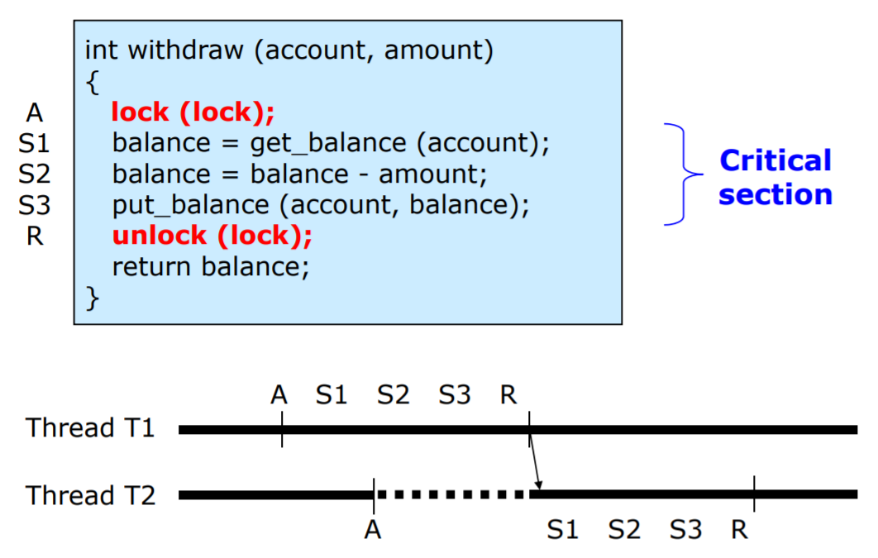 int withdraw (account, amount)
{
A lock (lock);
S1 balance = get_balance (account);
S2 balance = balance - amount;
S3 put_balance (account, balance);
R unlock (lock);
return balance;
}
Critical
section
A S1 S2 S3 R
Thread T1
Thread T2
A S1 S2 S3 R